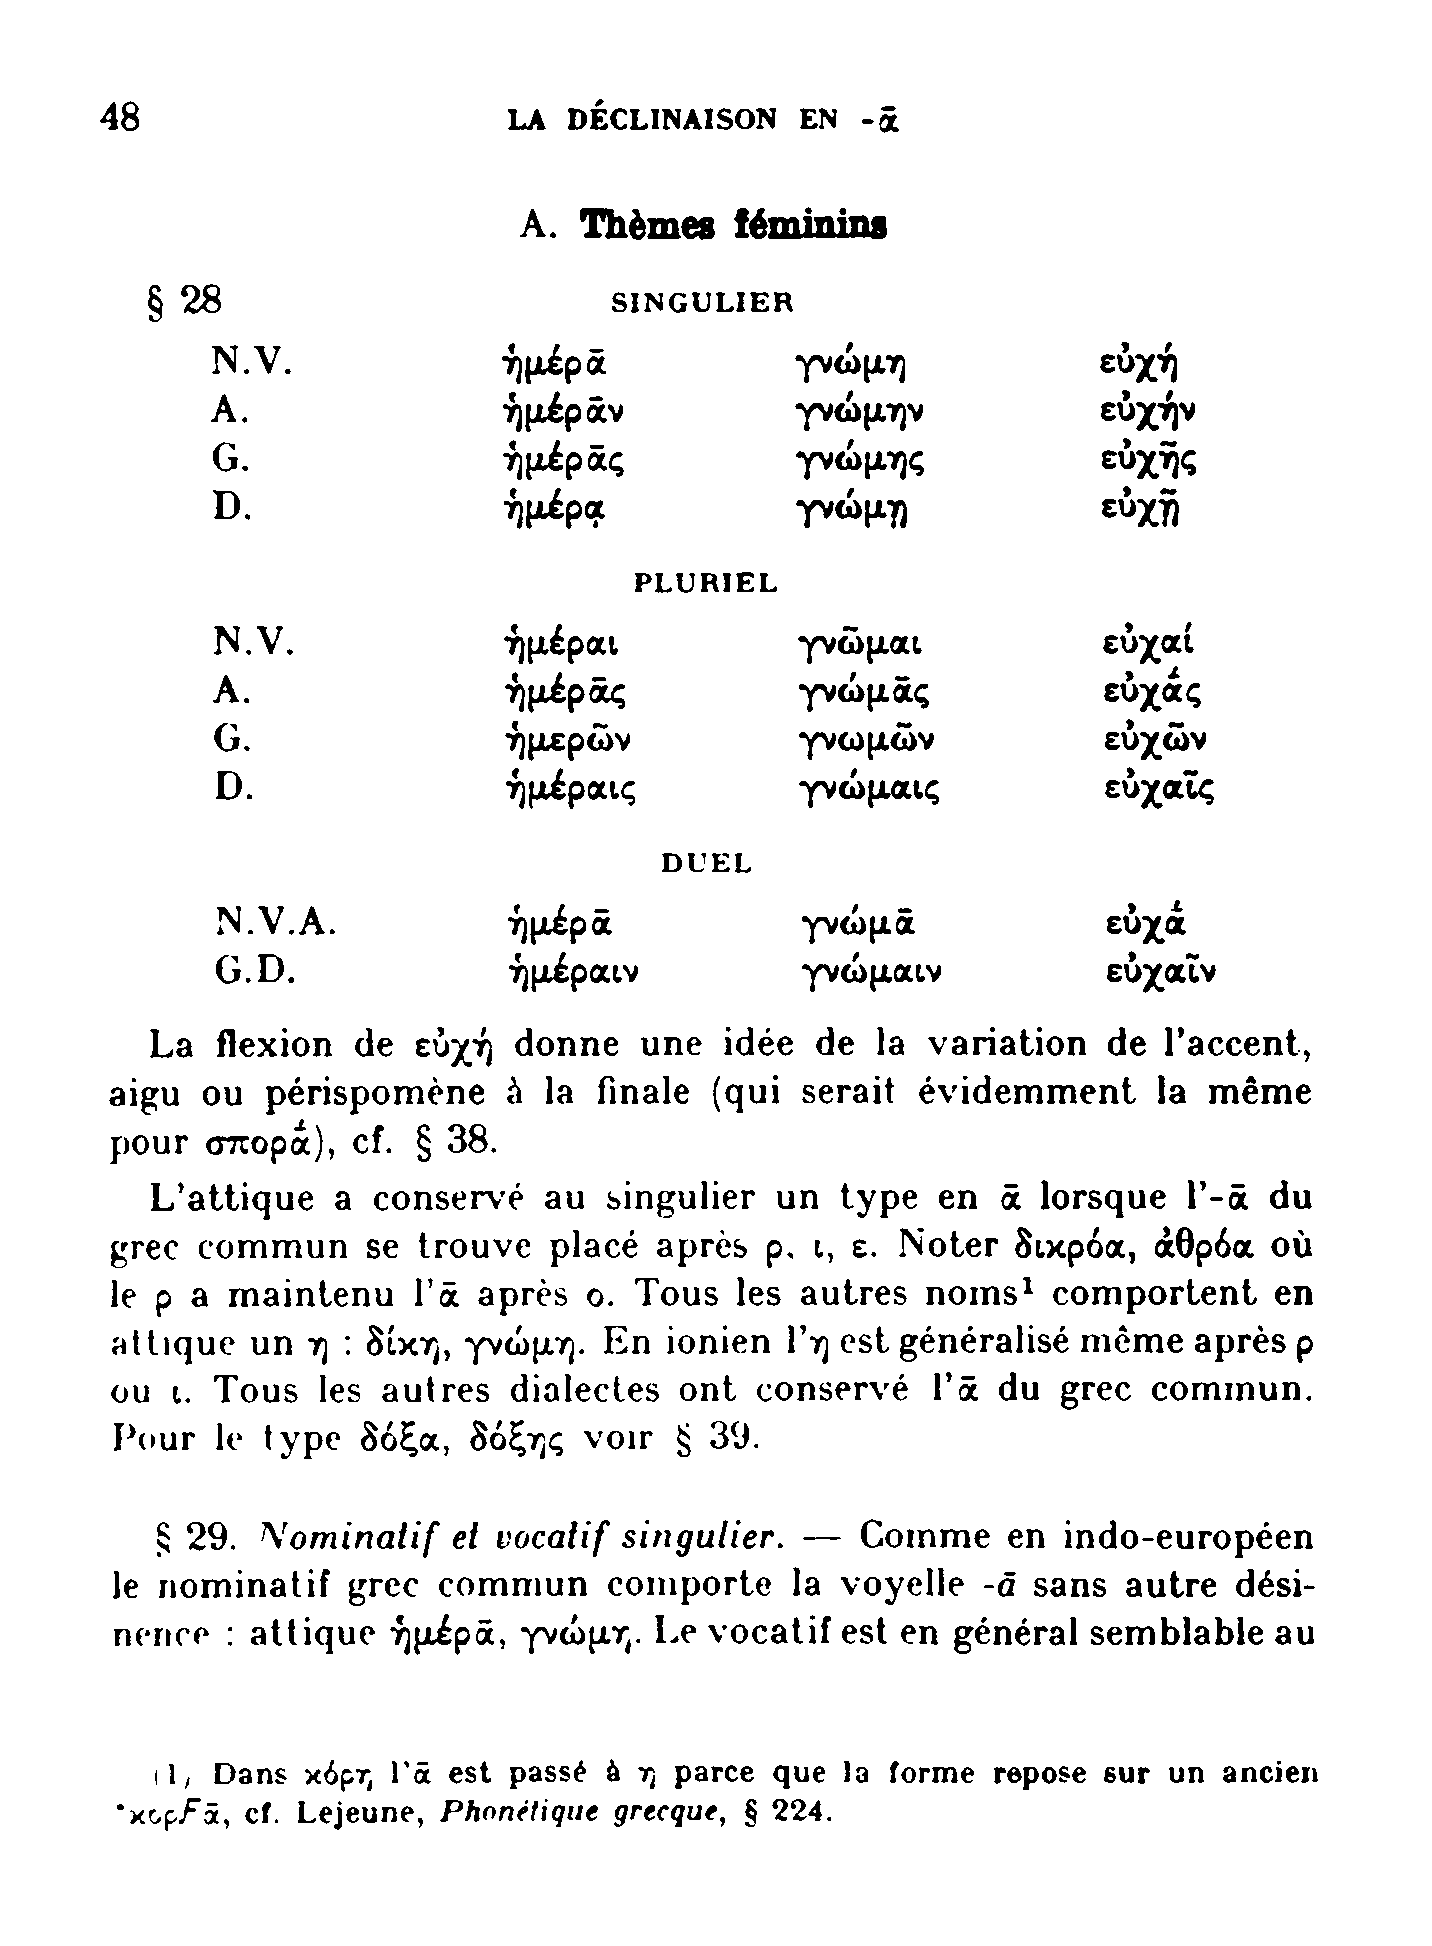 48 LA DÉCLINAISON EN -ᾱ
A. Thèmes féminins
§ 28 SINGULIER
N.V. ἡμέρᾱ γνώμη εὐχή
A. ἡμέρᾱν γνώμην εὐχήν
G. ἡμέρᾱς γνώμης εὐχῆς
D. ἡμέρᾳ γνώμῃ εὐχῇ
PLURIEL
N.V. ἡμέραι γνῶμαι εὐχαί
A. ἡμέρᾱς γνώμᾱς εὐχᾱ́ς
G. ἡμερῶν γνωμῶν εὐχῶν
D. ἡμέραις γνώμαις εὐχαῖς
DUEL
N.V.A. ἡμέρᾱ γνώμᾱ εὐχᾱ́
G.D. ἡμέραιν γνώμαιν εὐχαῖν
La flexion de εὐχή donne une idée de la variation de l'accent,
aigu ou périspomène à la finale (qui serait évidemment la même
pour σπορᾱ́), cf. § 38.
L'attique a conservé au singulier un type en ᾱ lorsque l'-ᾱ du
grec commun se trouve placé après ρ, ι, ε. Noter δικρόα, ἀθρόα où
le ρ a maintenu l'ᾱ après ο. Tous les autres noms¹ comportent en
attique un η : δίκη, γνώμη. En ionien l'η est généralisé même après ρ
ou ι. Tous les autres dialectes ont conservé l'ᾱ du grec commun.
Pour le type δόξα, δόξης voir § 39.
§ 29. Nominatif et vocatif singulier. — Comme en indo-européen
le nominatif grec commun comporte la voyelle -ā sans autre dési-
nence : attique ἡμέρᾱ, γνώμη. Le vocatif est en général semblable au
(1) Dans κόρη l'ᾱ est passé à η parce que la forme repose sur un ancien
*κορϜᾱ, cf. Lejeune, Phonétique grecque, § 224.